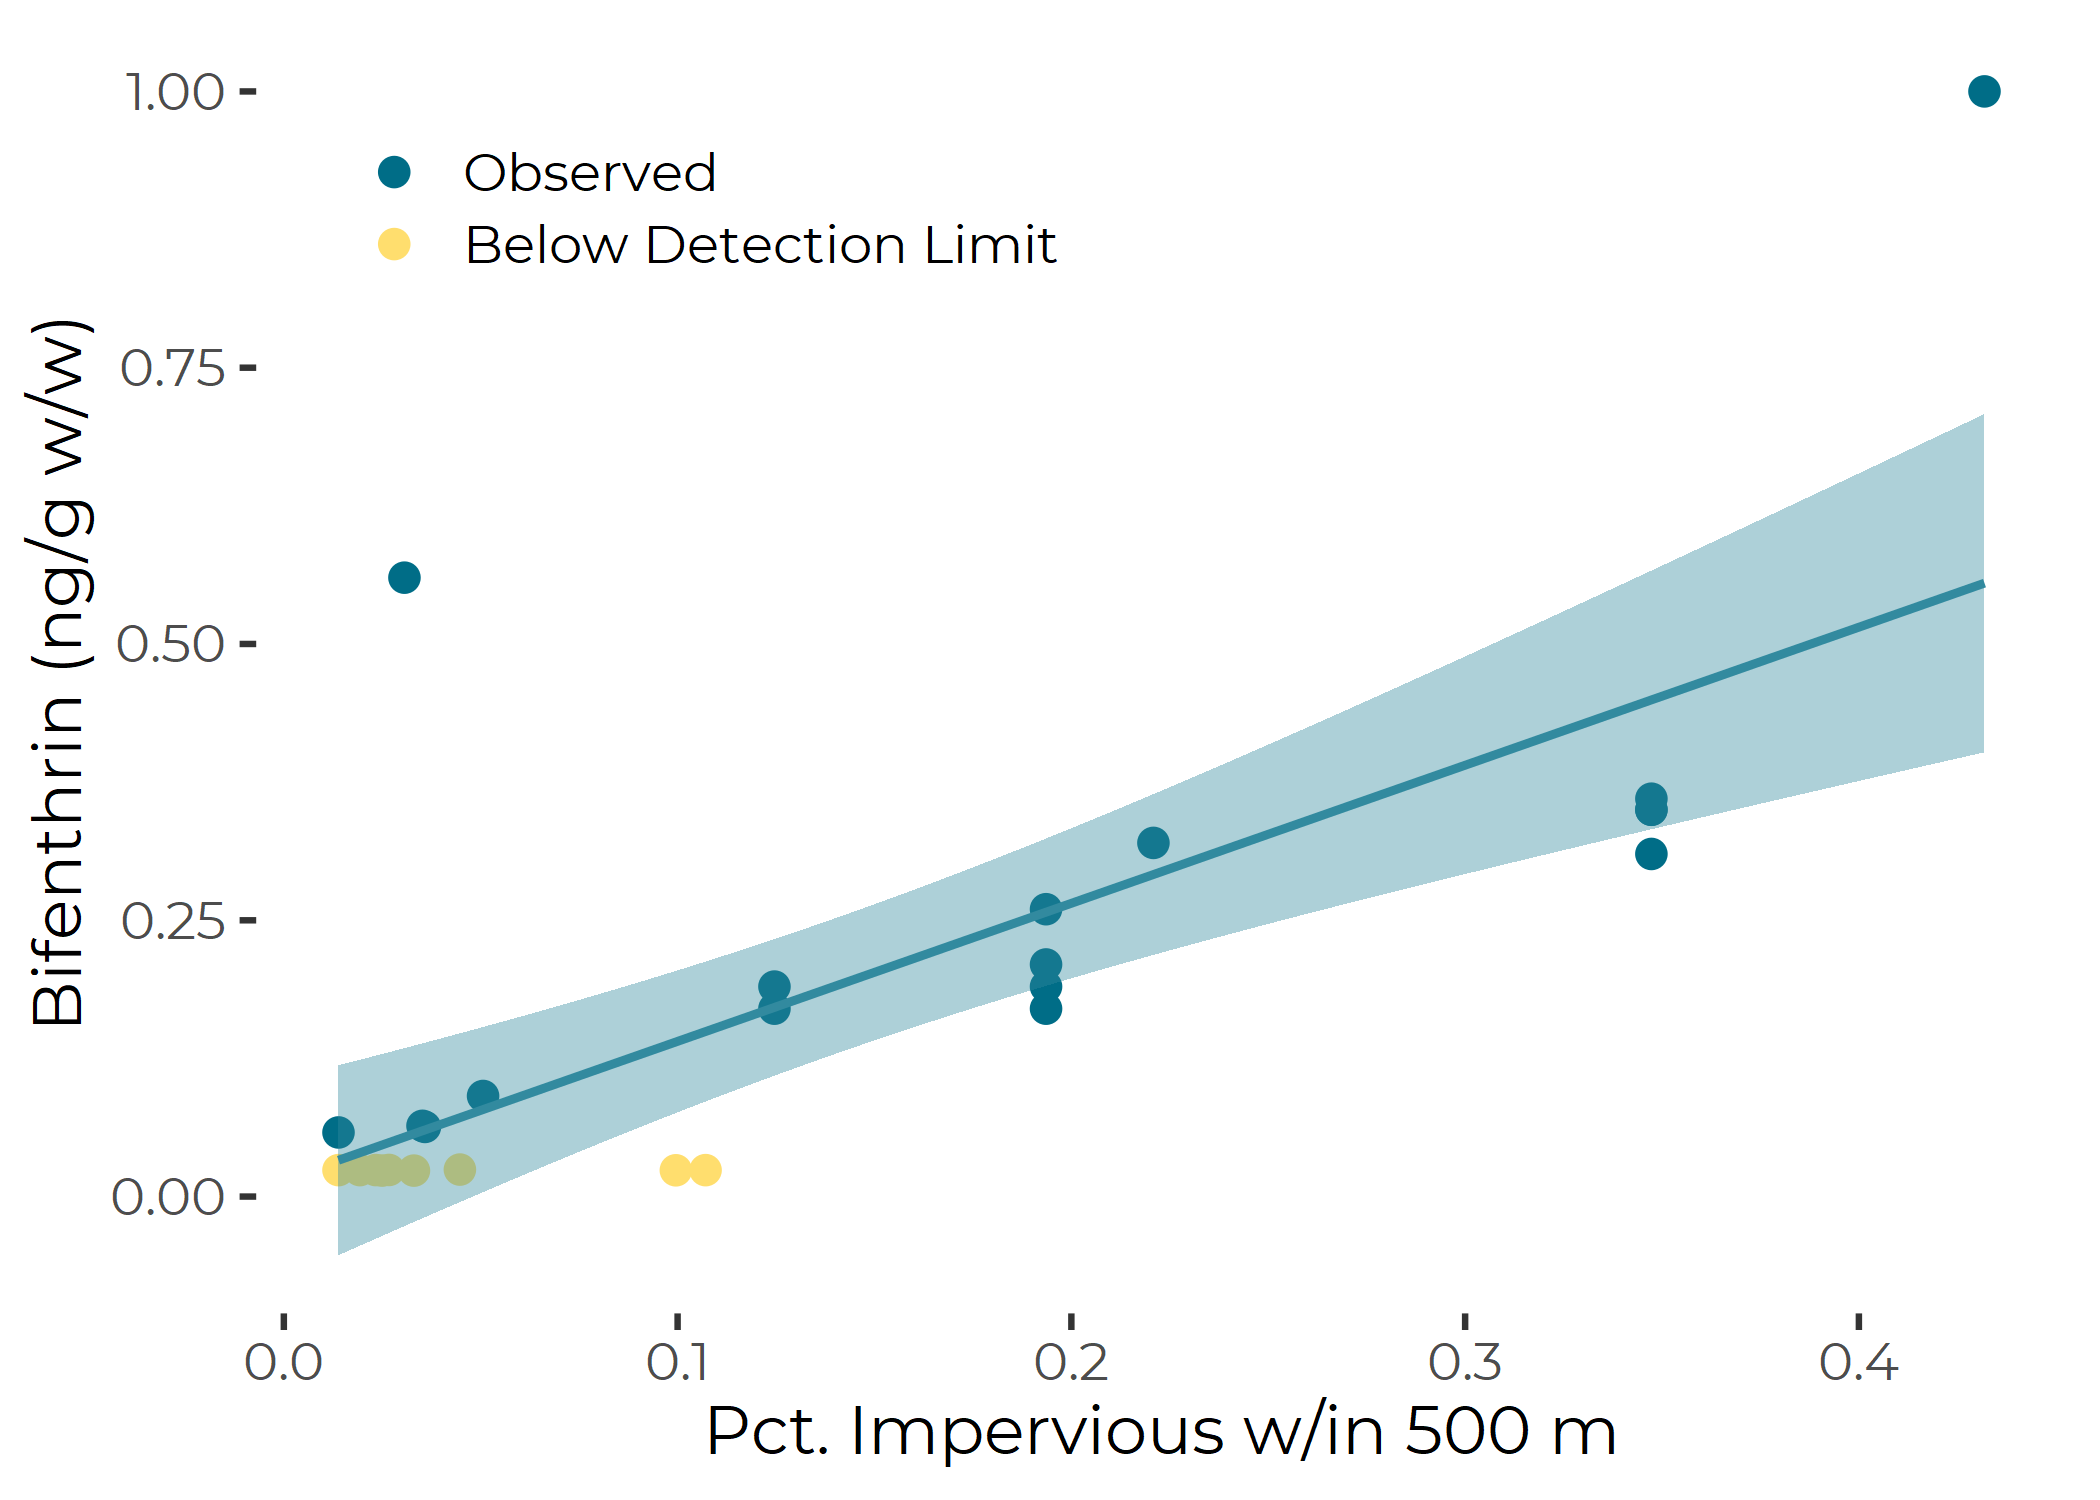 1.00
Observed
Below Detection Limit
0.75
0.50
0.25
0.00
Bifenthrin (ng/g w/w)
0.0 0.1 0.2 0.3 0.4
Pct. Impervious w/in 500 m